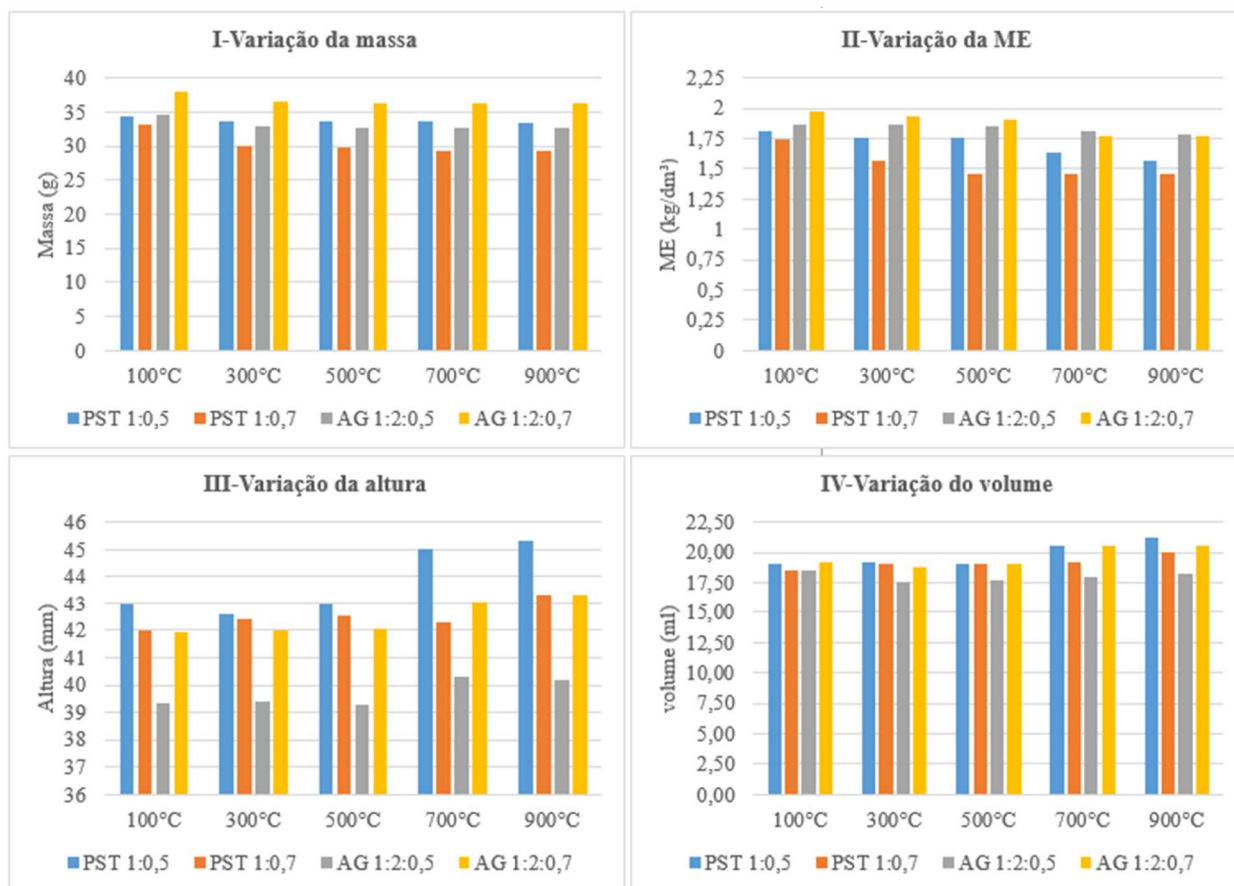 I-Variação da massa
Massa (g)
40
35
30
25
20
15
10
5
0
100°C 300°C 500°C 700°C 900°C
PST 1:0,5 PST 1:0,7 AG 1:2:0,5 AG 1:2:0,7
II-Variação da ME
ME (kg/dm³)
2,25
2
1,75
1,5
1,25
1
0,75
0,5
0,25
0
100°C 300°C 500°C 700°C 900°C
PST 1:0,5 PST 1:0,7 AG 1:2:0,5 AG 1:2:0,7
III-Variação da altura
Altura (mm)
46
45
44
43
42
41
40
39
38
37
36
100°C 300°C 500°C 700°C 900°C
PST 1:0,5 PST 1:0,7 AG 1:2:0,5 AG 1:2:0,7
IV-Variação do volume
volume (ml)
22,50
20,00
17,50
15,00
12,50
10,00
7,50
5,00
2,50
0,00
100°C 300°C 500°C 700°C 900°C
PST 1:0,5 PST 1:0,7 AG 1:2:0,5 AG 1:2:0,7